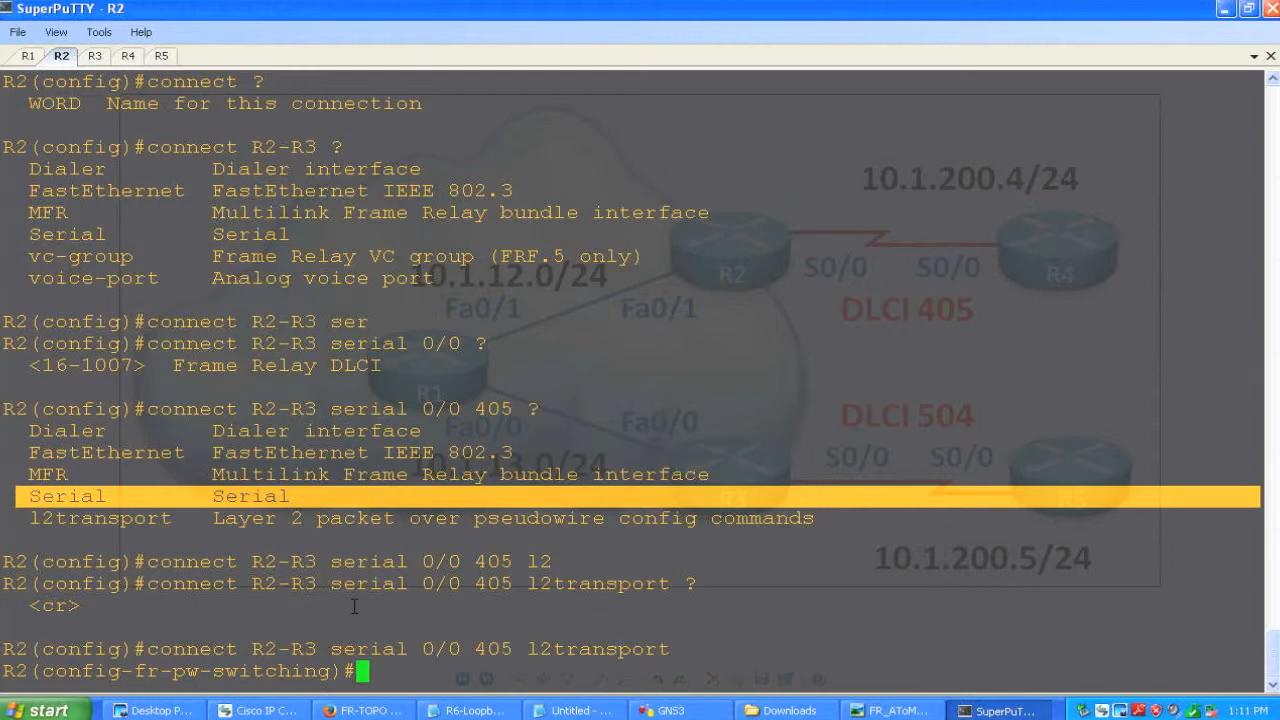 SuperPuTTY - R2
File View Tools Help
R1 R2 R3 R4 R5
R2(config)#connect ?
WORD Name for this connection
R2(config)#connect R2-R3 ?
Dialer Dialer interface
FastEthernet FastEthernet IEEE 802.3
MFR Multilink Frame Relay bundle interface
Serial Serial
vc-group Frame Relay VC group (FRF.5 only)
voice-port Analog voice port
R2(config)#connect R2-R3 ser
R2(config)#connect R2-R3 serial 0/0 ?
<16-1007> Frame Relay DLCI
R2(config)#connect R2-R3 serial 0/0 405 ?
Dialer Dialer interface
FastEthernet FastEthernet IEEE 802.3
MFR Multilink Frame Relay bundle interface
Serial Serial
l2transport Layer 2 packet over pseudowire config commands
R2(config)#connect R2-R3 serial 0/0 405 l2
R2(config)#connect R2-R3 serial 0/0 405 l2transport ?
<cr>
R2(config)#connect R2-R3 serial 0/0 405 l2transport
R2(config-fr-pw-switching)#
10.1.200.4/24
R2
S0/0 S0/0
R4
10.1.12.0/24
Fa0/1 Fa0/1
DLCI 405
R1
Fa0/0 Fa0/0
DLCI 504
10.1.13.0/24
S0/0 S0/0
10.1.200.5/24
start
Desktop P...
Cisco IP C...
FR-TOPO ...
R6-Loopb...
Untitled - ...
GNS3
Downloads
FR_AToM...
SuperPuT...
1:11 PM